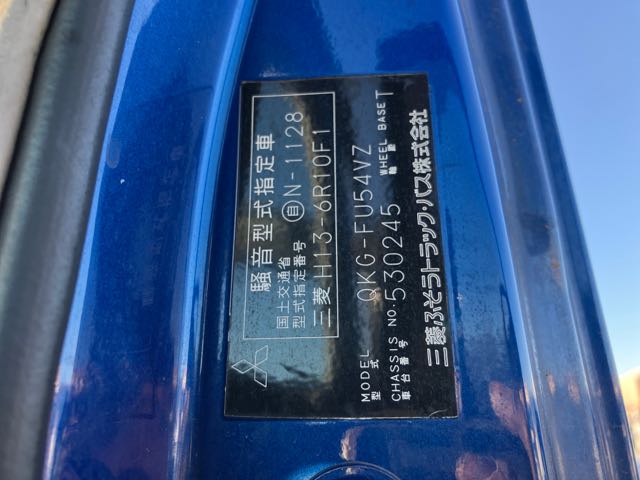 騒音型式指定車
国土交通省
型式指定番号 自 N-1128
三菱 H13-6R10F1
MODEL QKG-FU54VZ
型式
CHASSIS NO. 530245 WHEEL BASE T
車台番号 軸距
三菱ふそうトラック・バス株式会社